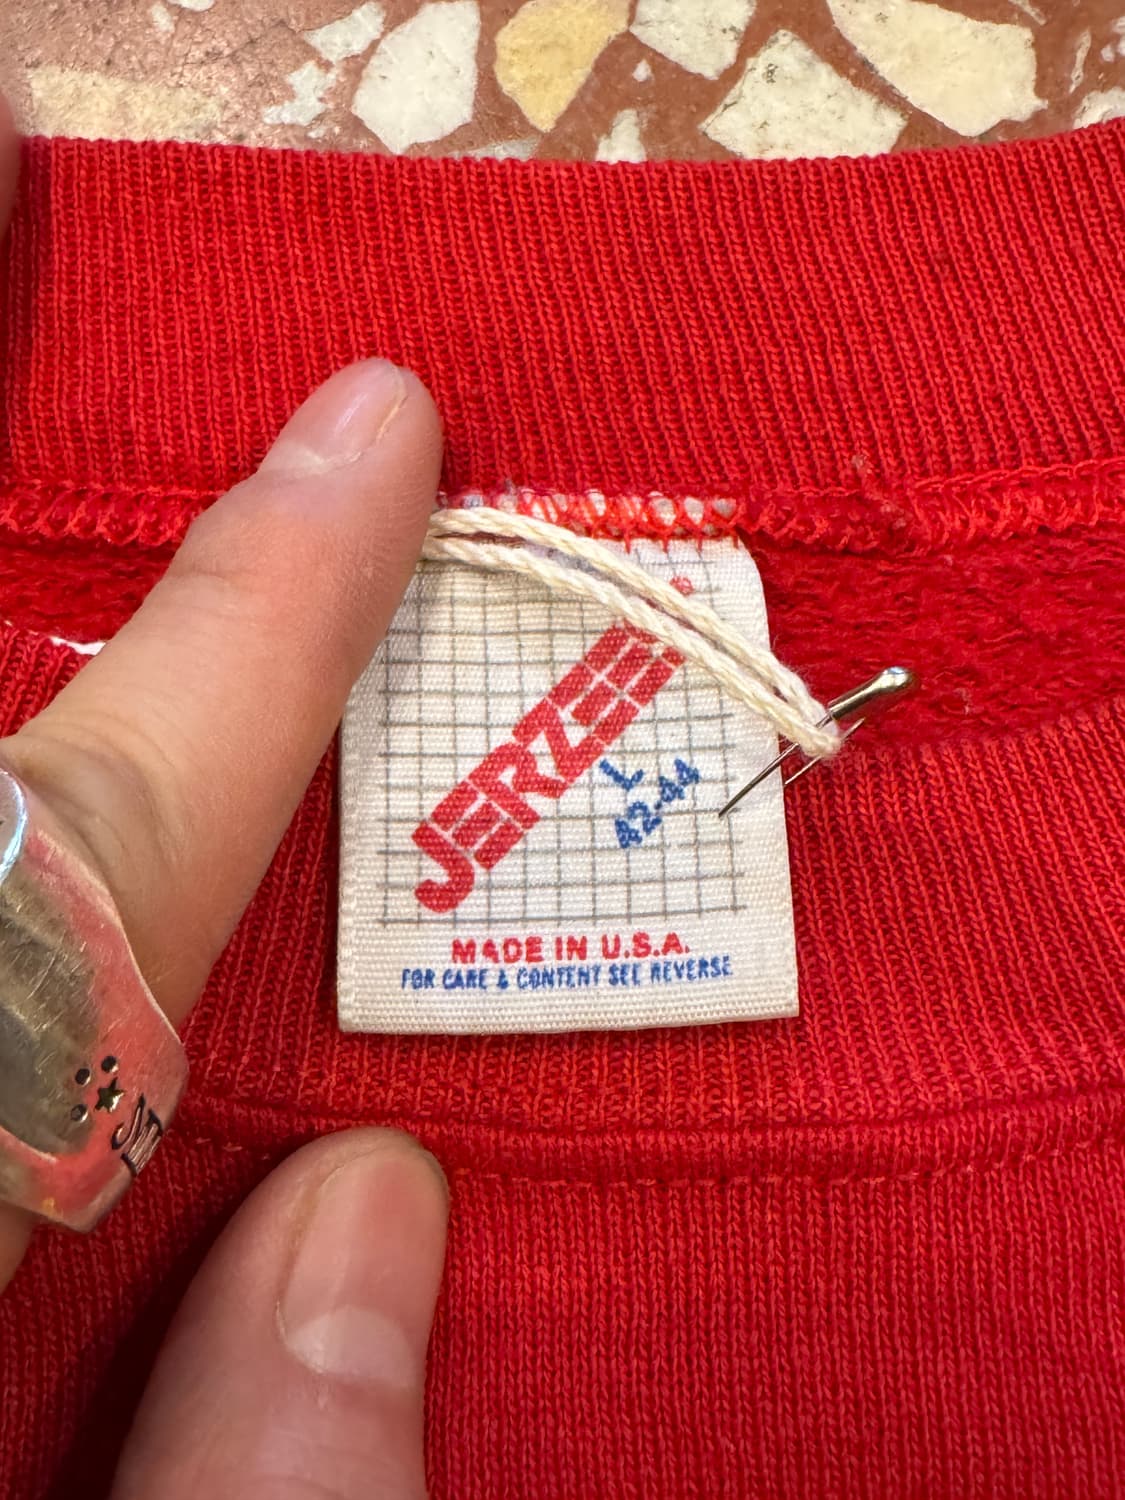 JERZEES®
L
42-44
MADE IN U.S.A.
FOR CARE & CONTENT SEE REVERSE